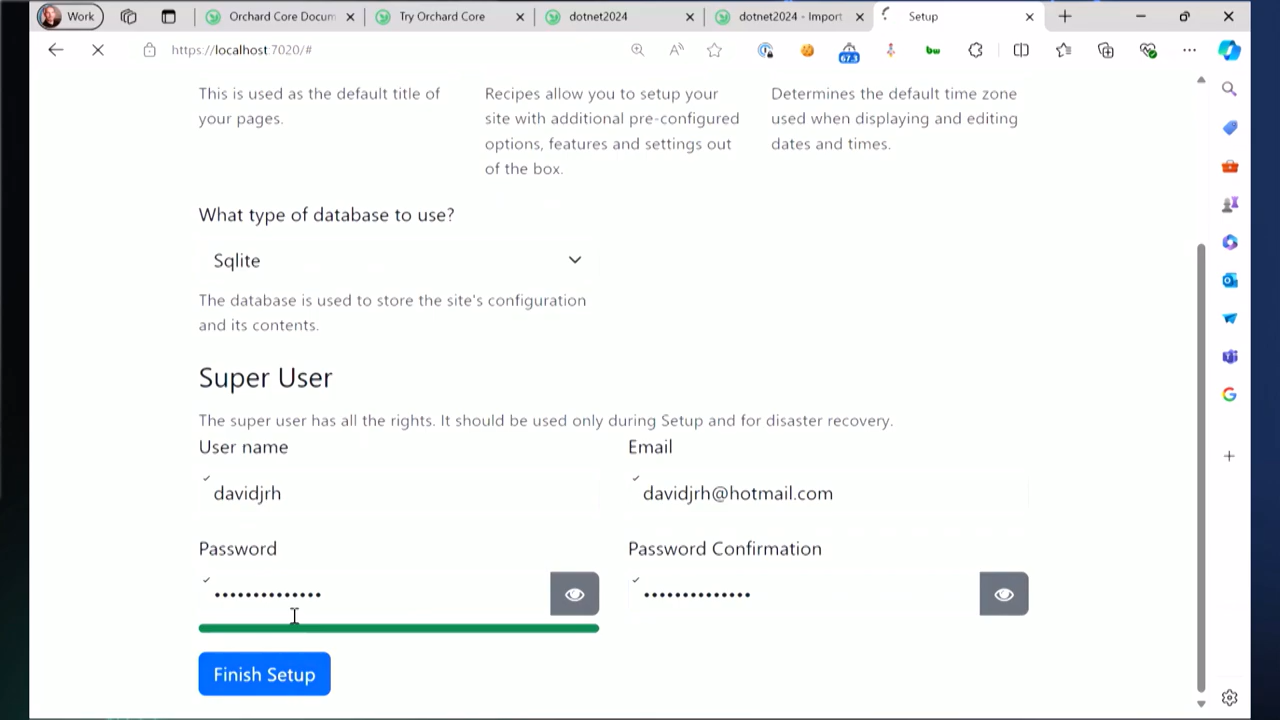 Work
Orchard Core Docum
Try Orchard Core
dotnet2024
dotnet2024 - Import
Setup
https://localhost:7020/#
67.3
bw
This is used as the default title of
your pages.
Recipes allow you to setup your
site with additional pre-configured
options, features and settings out
of the box.
Determines the default time zone
used when displaying and editing
dates and times.
What type of database to use?
Sqlite
The database is used to store the site's configuration
and its contents.
Super User
The super user has all the rights. It should be used only during Setup and for disaster recovery.
User name
Email
davidjrh
davidjrh@hotmail.com
Password
Password Confirmation
••••••••••••••
••••••••••••••
Finish Setup